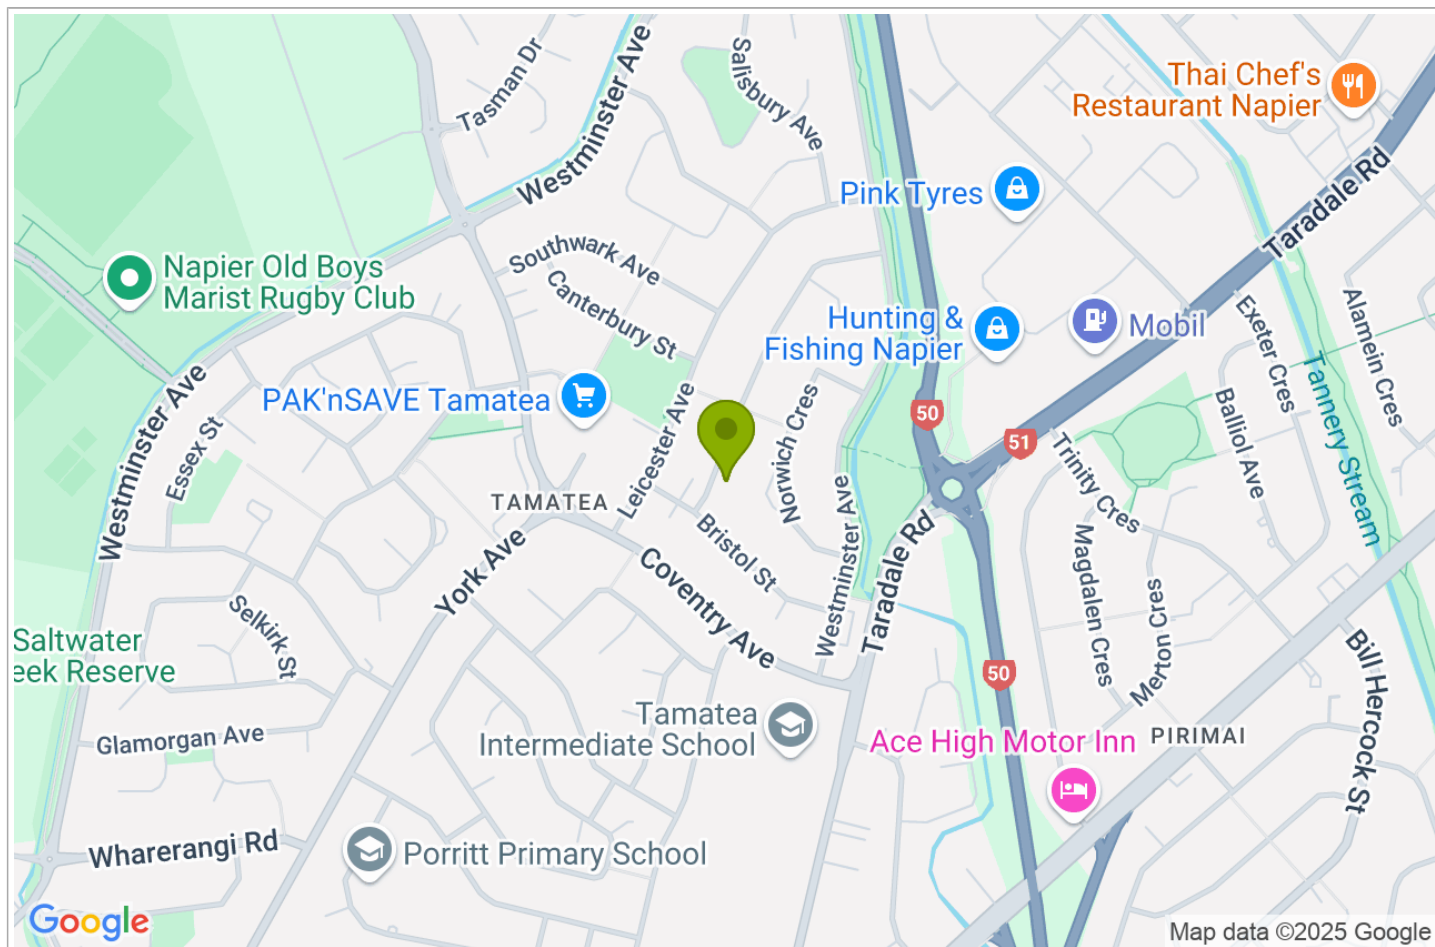 Tasman Dr
Westminster Ave
Salisbury Ave
Thai Chef's
Restaurant Napier
Taradale Rd
Pink Tyres
Southwark Ave
Canterbury St
Napier Old Boys
Marist Rugby Club
Hunting &
Fishing Napier
Mobil
Exeter Cres
Alamein Cres
Tannery Stream
Balliol Ave
PAK'nSAVE Tamatea
Leicester Ave
Norwich Cres
50
51
Westminster Ave
Essex St
TAMATEA
Trinity Cres
Bristol St
Westminster Ave
Taradale Rd
Magdalen Cres
Merton Cres
York Ave
Coventry Ave
Selkirk St
Saltwater
eek Reserve
50
Bill Hercock St
Glamorgan Ave
Tamatea
Intermediate School
Ace High Motor Inn
PIRIMAI
Wharerangi Rd
Porritt Primary School
Google
Map data ©2025 Google